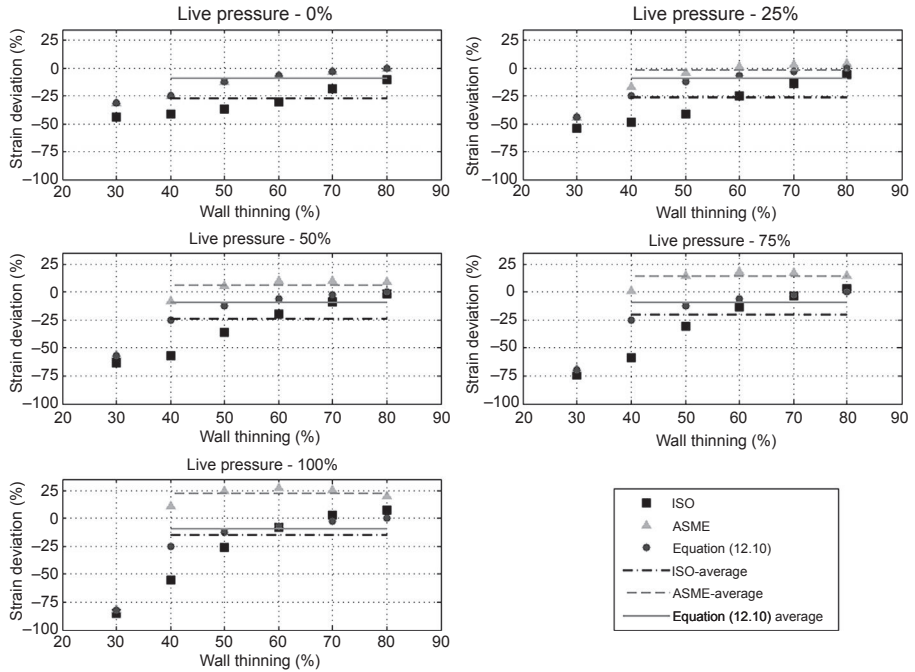 Live pressure - 0%
Strain deviation (%)
25
0
–25
–50
–75
–100
20 30 40 50 60 70 80 90
Wall thinning (%)
Live pressure - 25%
Strain deviation (%)
25
0
–25
–50
–75
–100
20 30 40 50 60 70 80 90
Wall thinning (%)
Live pressure - 50%
Strain deviation (%)
25
0
–25
–50
–75
–100
20 30 40 50 60 70 80 90
Wall thinning (%)
Live pressure - 75%
Strain deviation (%)
25
0
–25
–50
–75
–100
20 30 40 50 60 70 80 90
Wall thinning (%)
Live pressure - 100%
Strain deviation (%)
25
0
–25
–50
–75
–100
20 30 40 50 60 70 80 90
Wall thinning (%)
ISO
ASME
Equation (12.10)
ISO-average
ASME-average
Equation (12.10) average